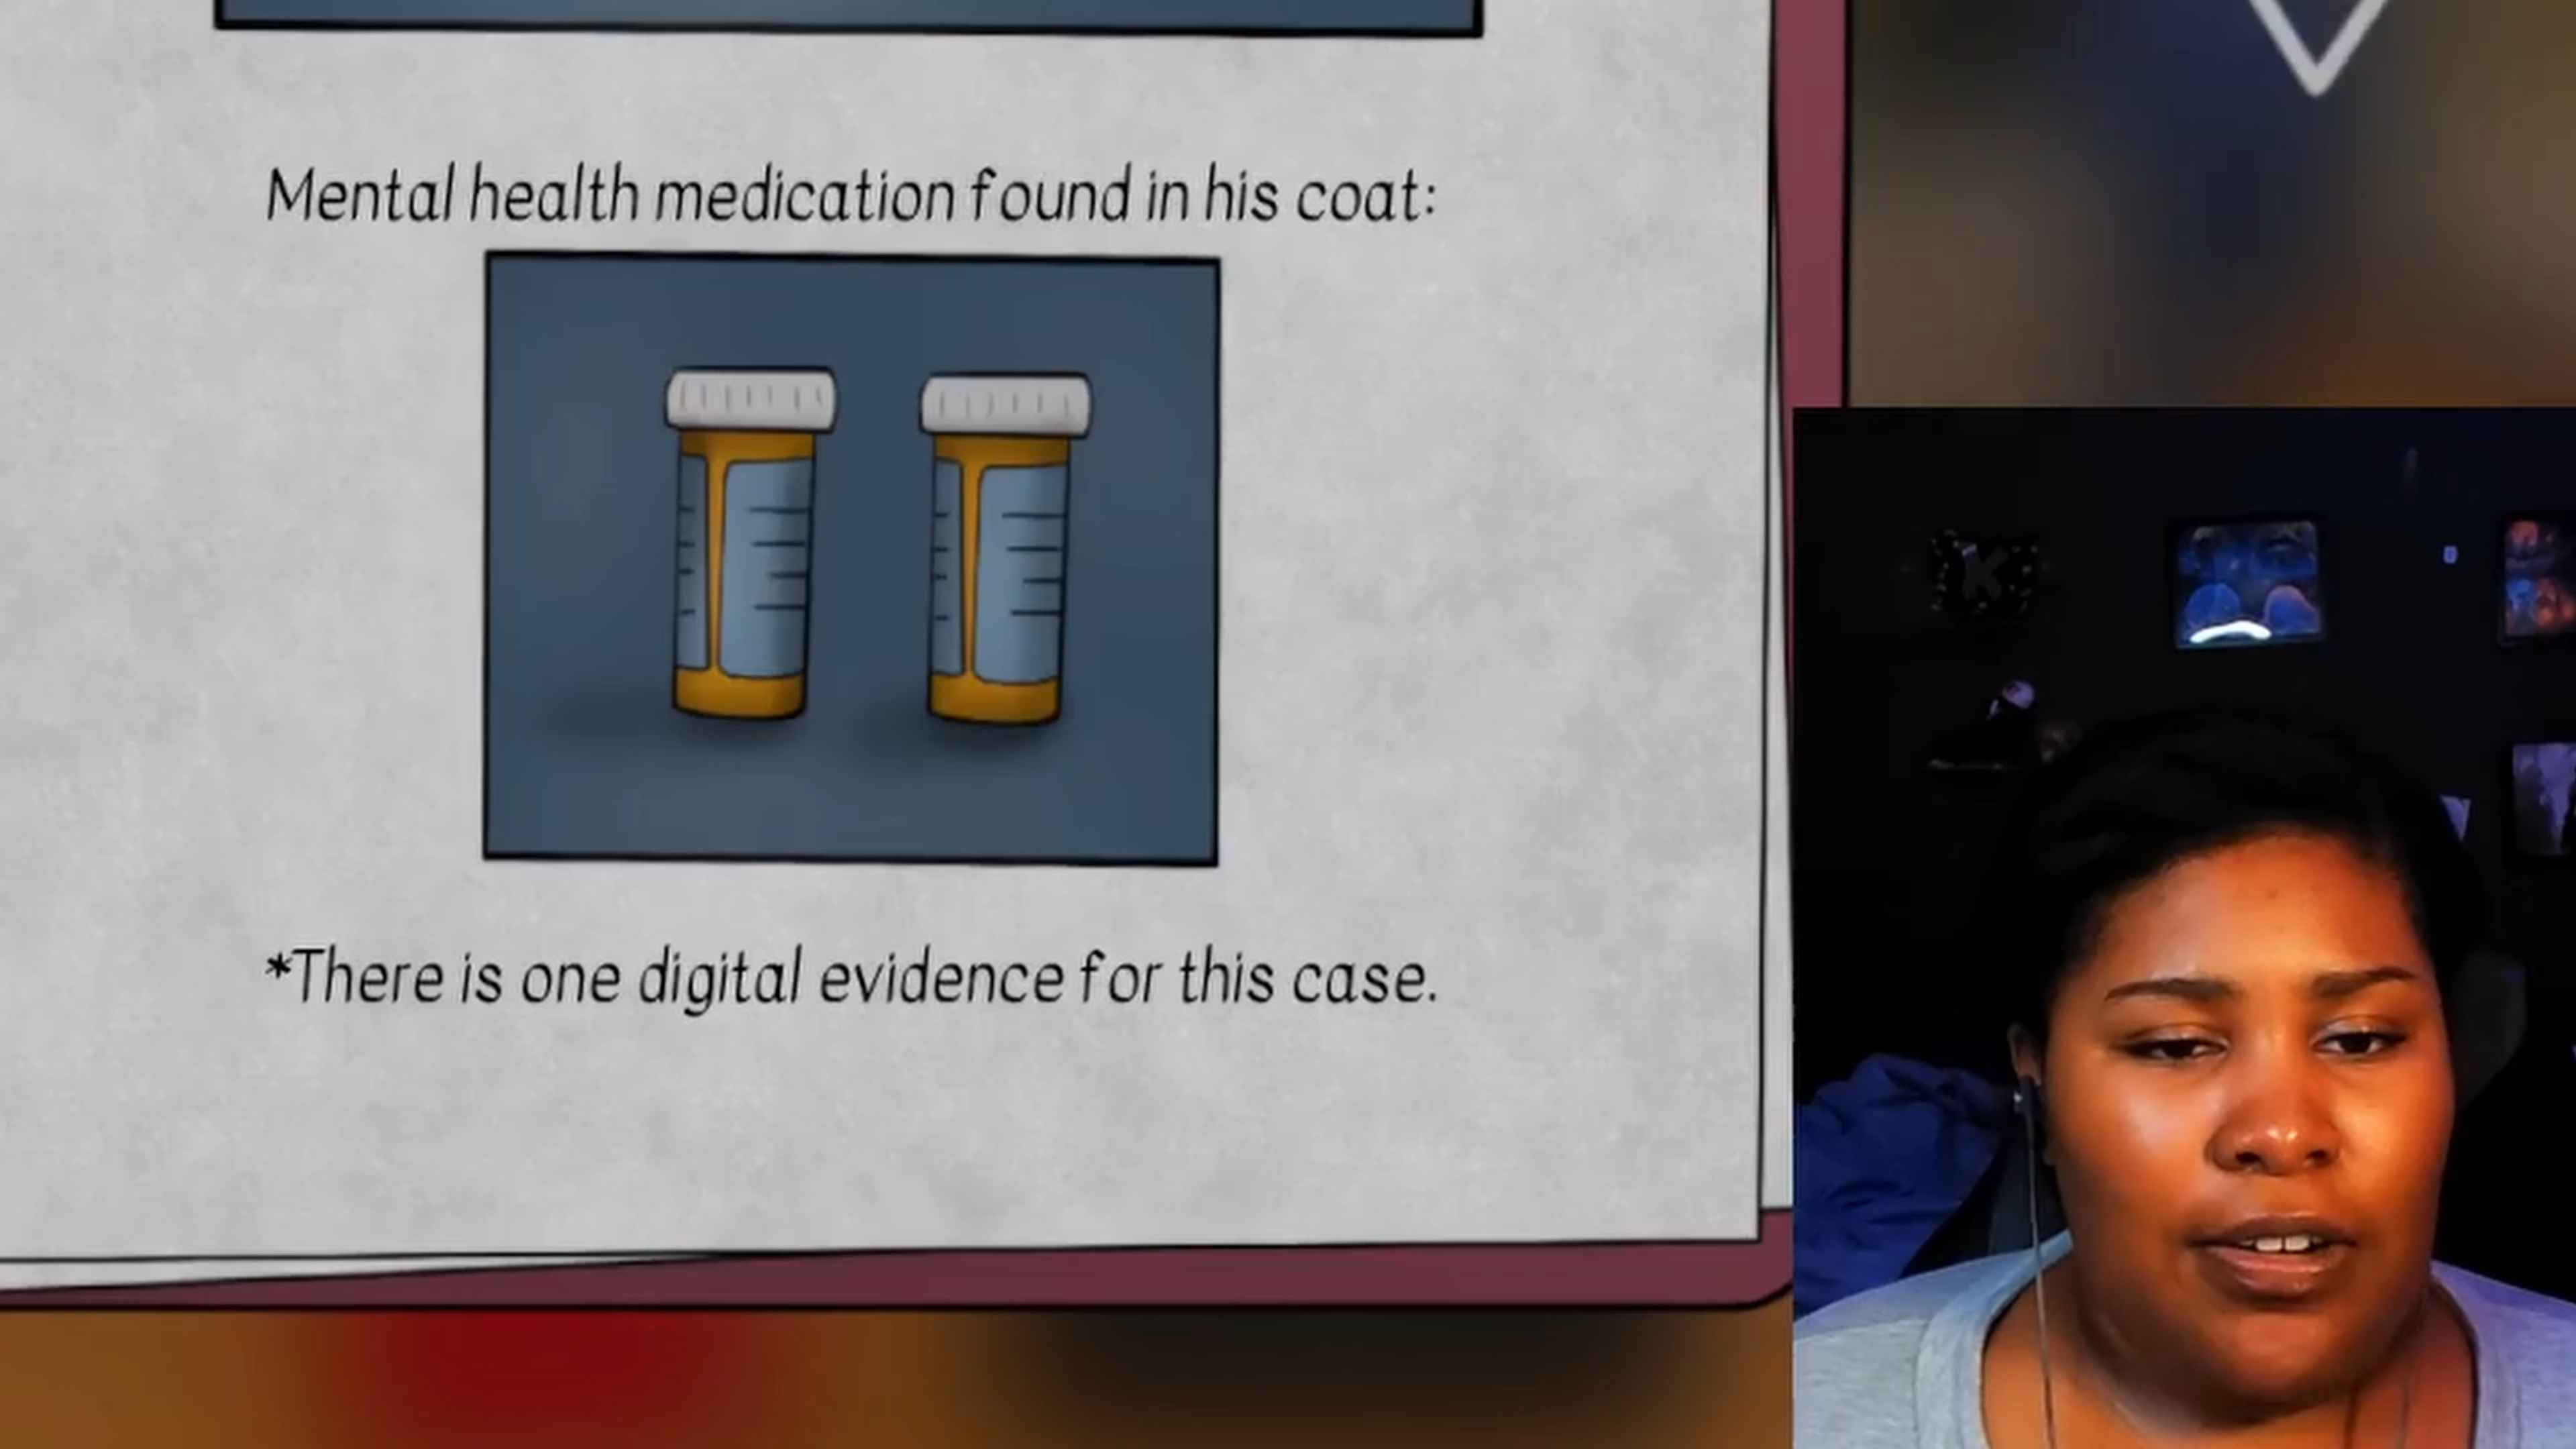 Mental health medication found in his coat:
*There is one digital evidence for this case.